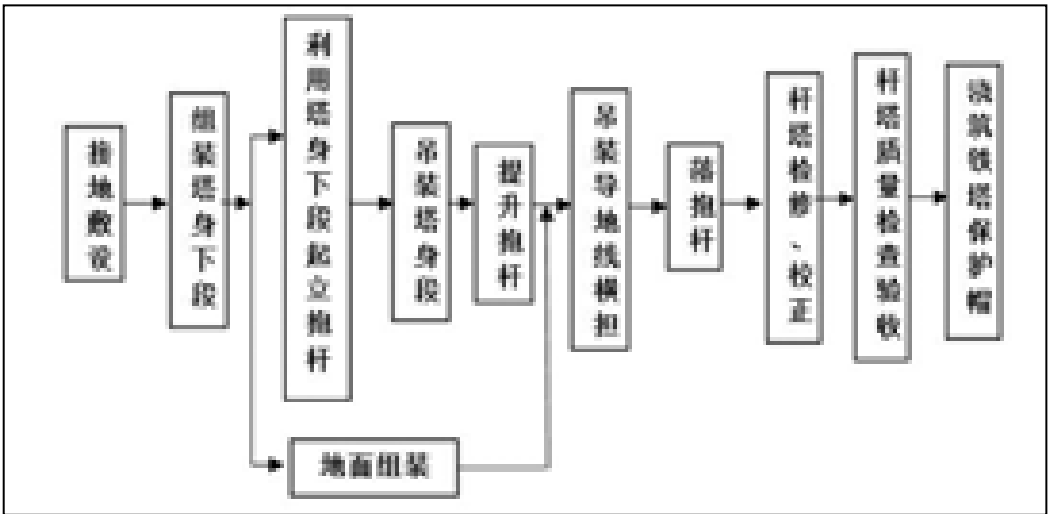 接地敷设
组装塔身下段
利用塔身下段起立抱杆
吊装塔身段
提升抱杆
地面组装
吊装导地线横担
落抱杆
杆塔检修、校正
杆塔质量检查验收
浇筑铁塔保护帽